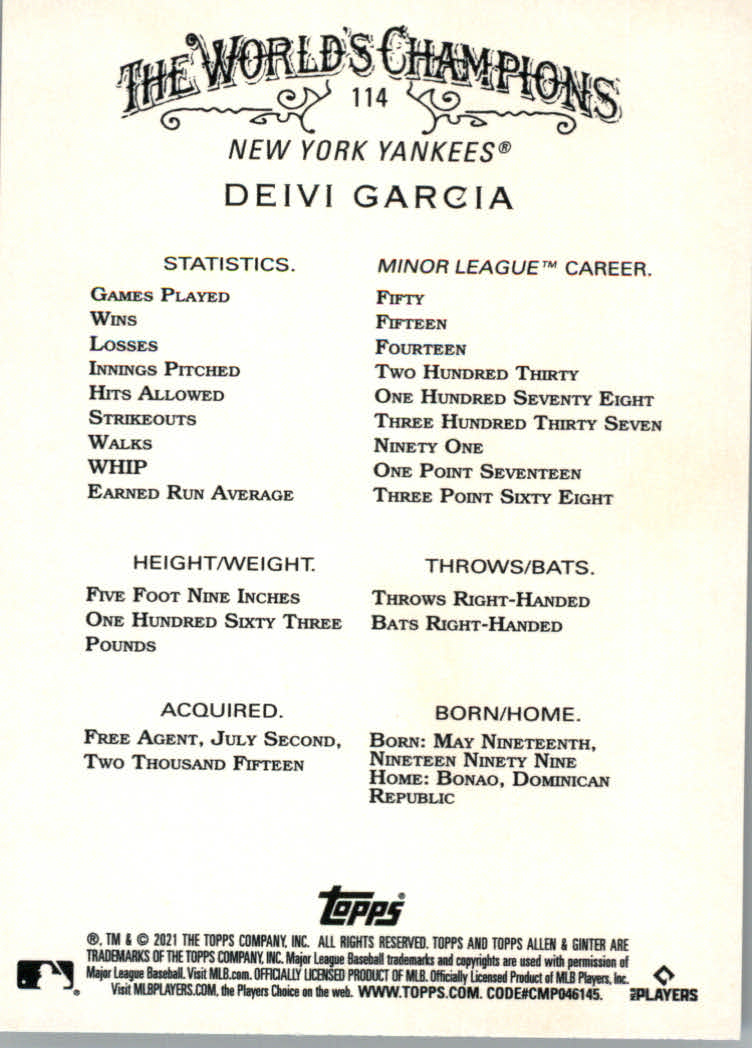 THE WORLD'S CHAMPIONS
114
NEW YORK YANKEES®
DEIVI GARCIA
STATISTICS. MINOR LEAGUE™ CAREER.
GAMES PLAYED FIFTY
WINS FIFTEEN
LOSSES FOURTEEN
INNINGS PITCHED TWO HUNDRED THIRTY
HITS ALLOWED ONE HUNDRED SEVENTY EIGHT
STRIKEOUTS THREE HUNDRED THIRTY SEVEN
WALKS NINETY ONE
WHIP ONE POINT SEVENTEEN
EARNED RUN AVERAGE THREE POINT SIXTY EIGHT
HEIGHT/WEIGHT.
FIVE FOOT NINE INCHES
ONE HUNDRED SIXTY THREE
POUNDS
THROWS/BATS.
THROWS RIGHT-HANDED
BATS RIGHT-HANDED
ACQUIRED.
FREE AGENT, JULY SECOND,
TWO THOUSAND FIFTEEN
BORN/HOME.
BORN: MAY NINETEENTH,
NINETEEN NINETY NINE
HOME: BONAO, DOMINICAN
REPUBLIC
Topps®
®, TM & © 2021 THE TOPPS COMPANY, INC. ALL RIGHTS RESERVED. TOPPS AND TOPPS ALLEN & GINTER ARE
TRADEMARKS OF THE TOPPS COMPANY, INC. Major League Baseball trademarks and copyrights are used with permission of
Major League Baseball. Visit MLB.com. OFFICIALLY LICENSED PRODUCT OF MLB. Officially Licensed Product of MLB Players, Inc.
Visit MLBPLAYERS.COM, the Players Choice on the web. WWW.TOPPS.COM. CODE#CMP046145.
®
MLB PLAYERS